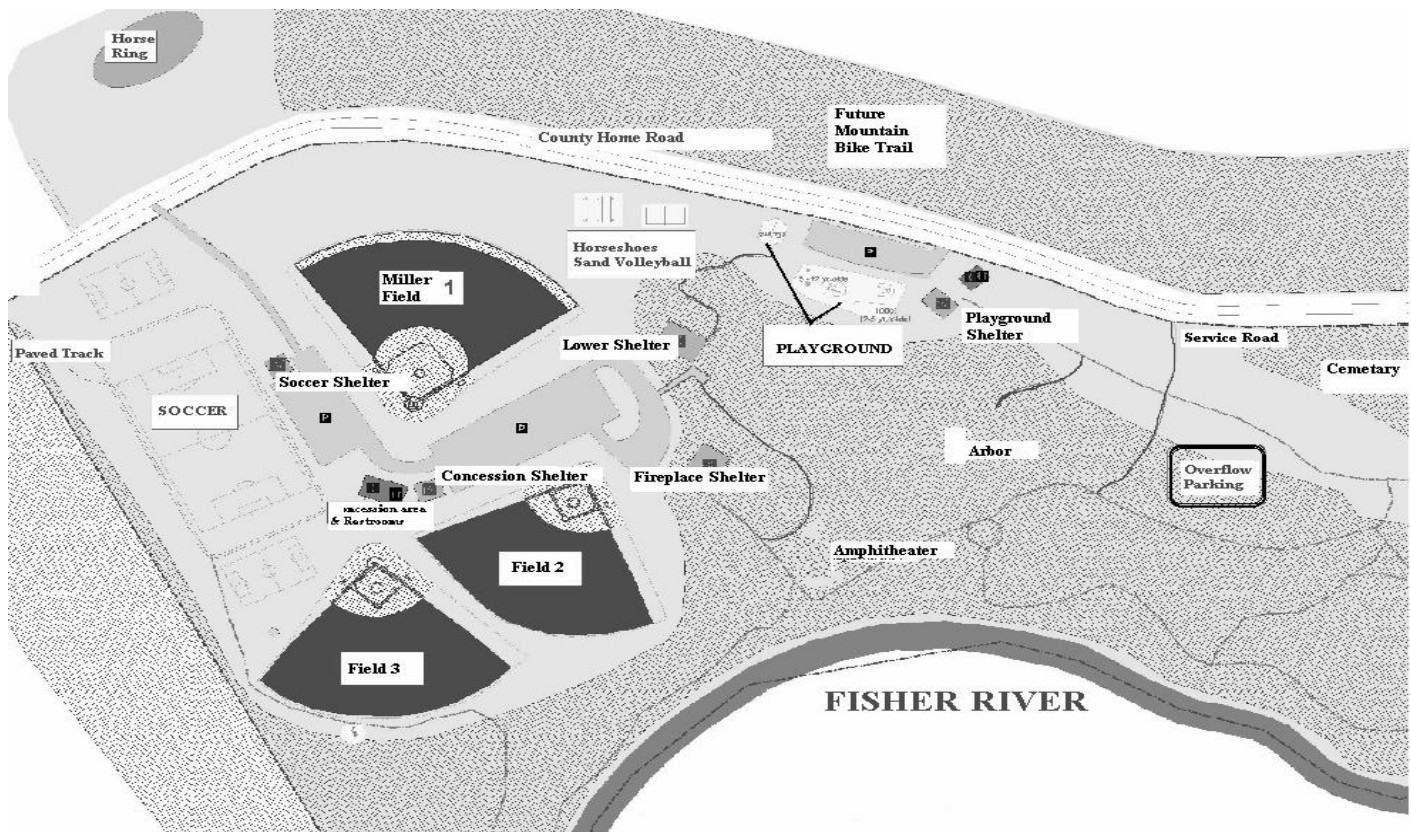 Horse
Ring
Future
Mountain
Bike Trail
County Home Road
Horseshoes
Sand Volleyball
Miller
Field
1
Playground
Shelter
Lower Shelter
PLAYGROUND
Service Road
Paved Track
Cemetary
Soccer Shelter
SOCCER
P
P
P
Arbor
Overflow
Parking
Concession Shelter
Fireplace Shelter
area
& Restrooms
Amphitheater
Field 2
Field 3
FISHER RIVER